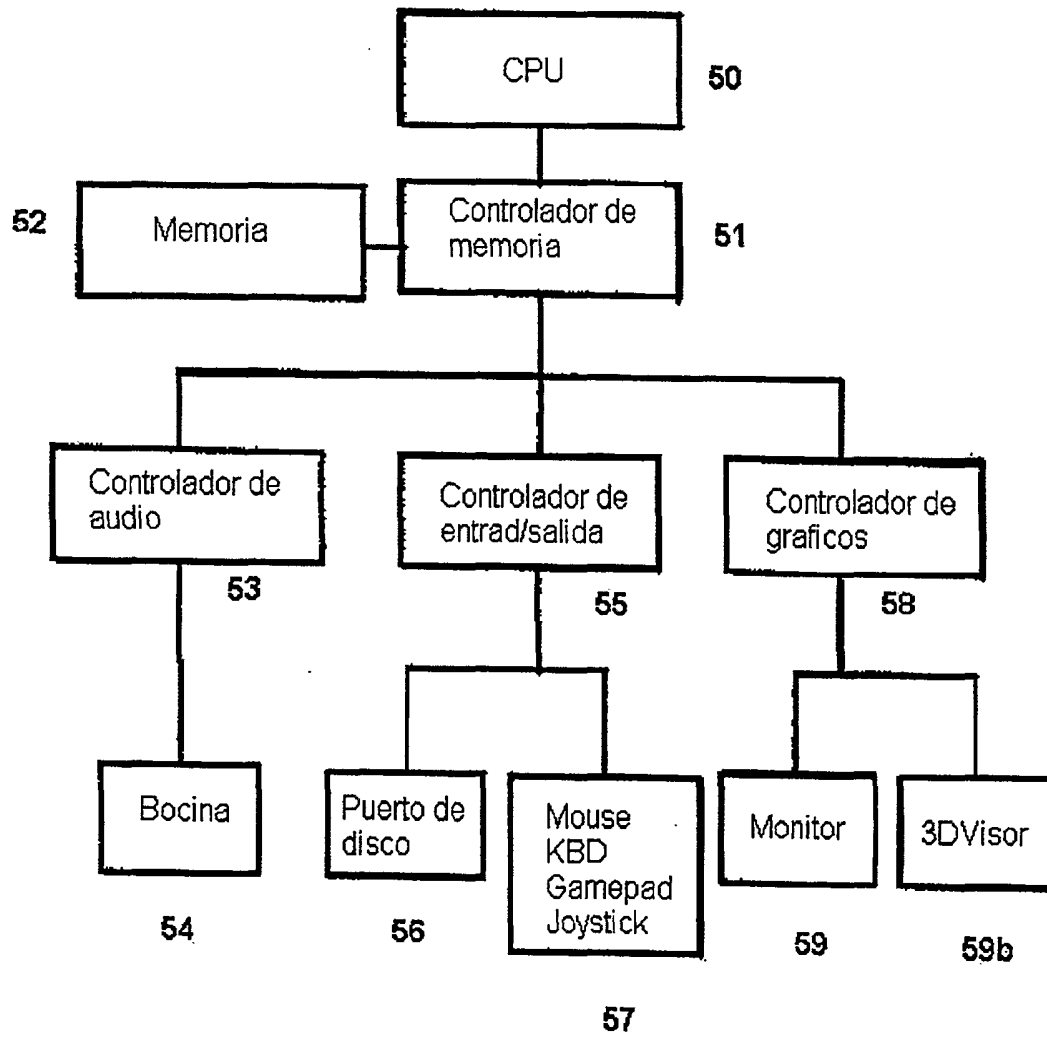 CPU
50
52
Memoria
Controlador de
memoria
51
Controlador de
audio
53
Controlador de
entrad/salida
55
Controlador de
graficos
58
Bocina
54
Puerto de
disco
56
Mouse
KBD
Gamepad
Joystick
57
Monitor
59
3DVisor
59b